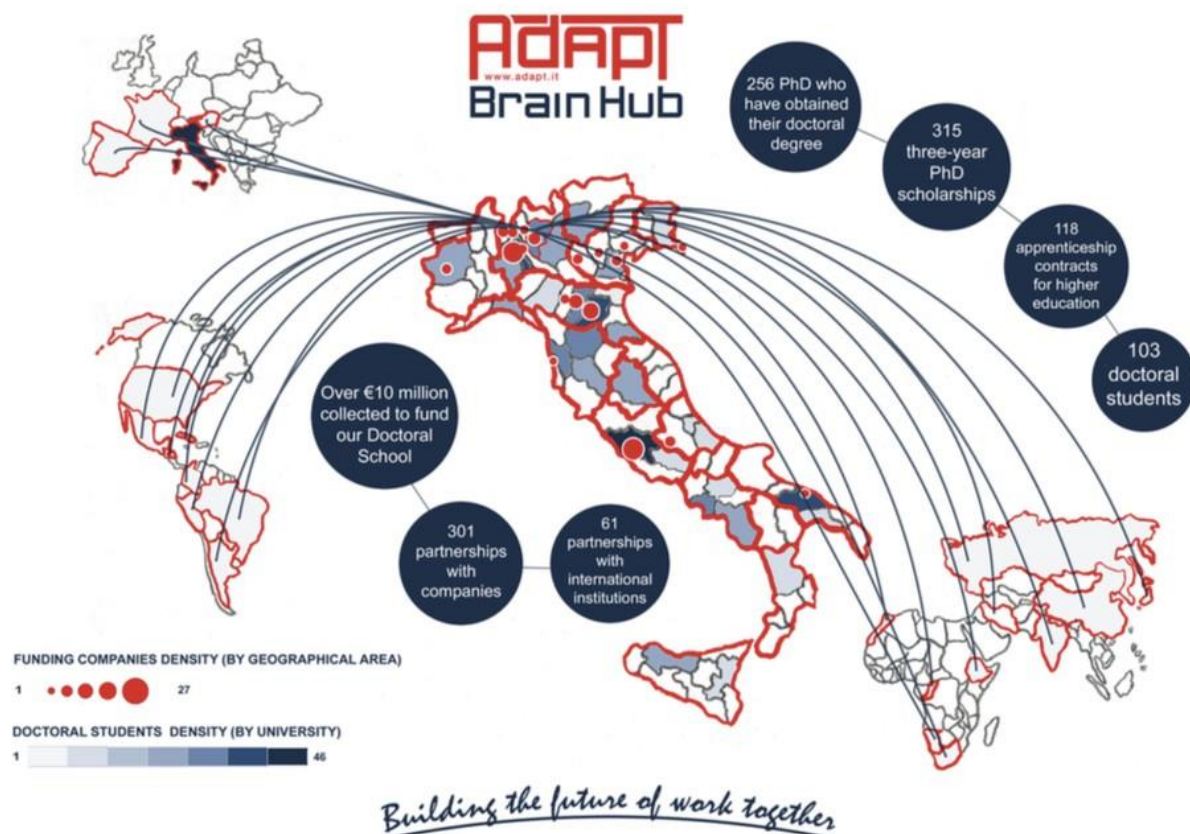 Adapt
www.adapt.it
Brain Hub
256 PhD who
have obtained
their doctoral
degree
315
three-year
PhD
scholarships
118
apprenticeship
contracts
for higher
education
103
doctoral
students
Over €10 million
collected to fund
our Doctoral
School
301
partnerships
with
companies
61
partnerships
with
international
institutions
FUNDING COMPANIES DENSITY (BY GEOGRAPHICAL AREA)
1 27
DOCTORAL STUDENTS DENSITY (BY UNIVERSITY)
1 46
Building the future of work together